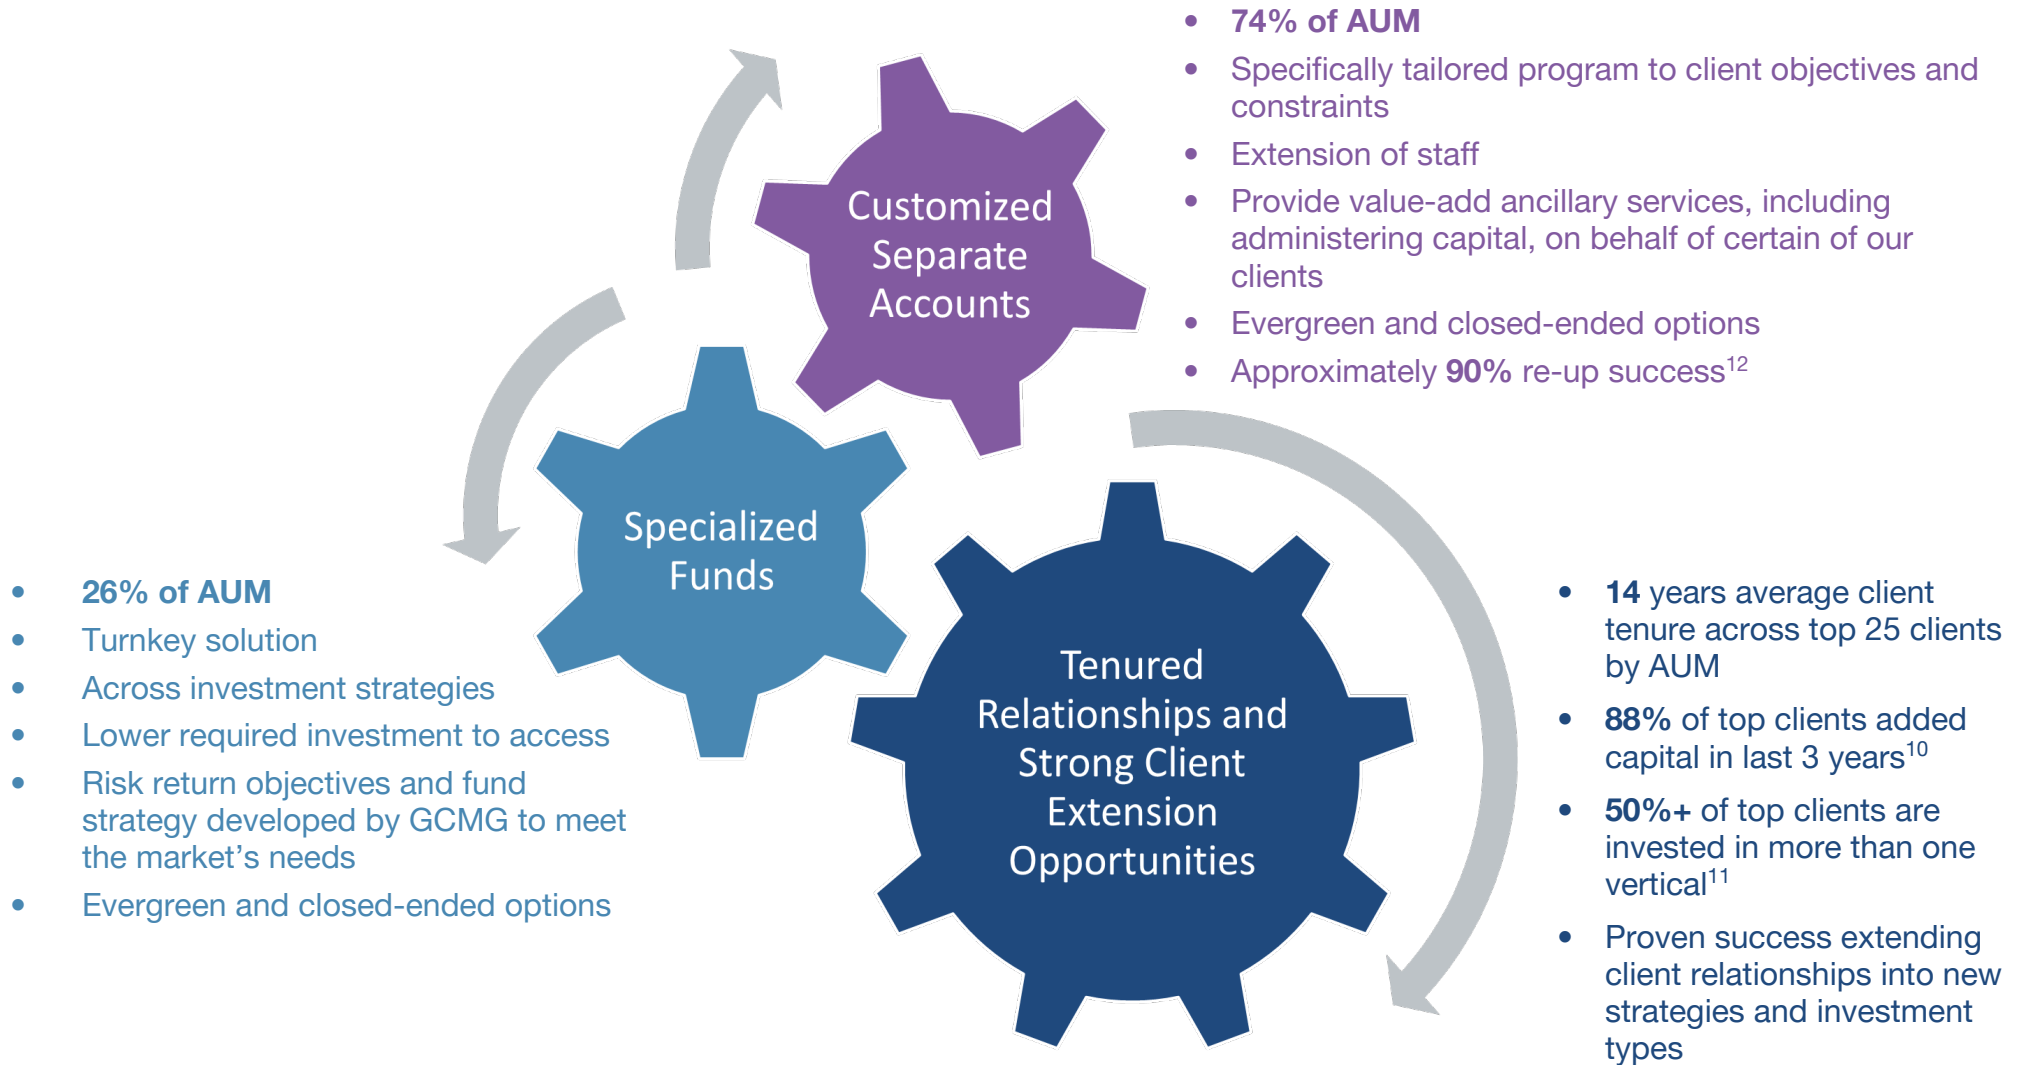 • 74% of AUM
• Specifically tailored program to client objectives and
constraints
• Extension of staff
• Provide value-add ancillary services, including
administering capital, on behalf of certain of our
clients
• Evergreen and closed-ended options
• Approximately 90% re-up success¹²
Customized
Separate
Accounts
Specialized
Funds
• 26% of AUM
• Turnkey solution
• Across investment strategies
• Lower required investment to access
• Risk return objectives and fund
strategy developed by GCMG to meet
the market’s needs
• Evergreen and closed-ended options
Tenured
Relationships and
Strong Client
Extension
Opportunities
• 14 years average client
tenure across top 25 clients
by AUM
• 88% of top clients added
capital in last 3 years¹⁰
• 50%+ of top clients are
invested in more than one
vertical¹¹
• Proven success extending
client relationships into new
strategies and investment
types